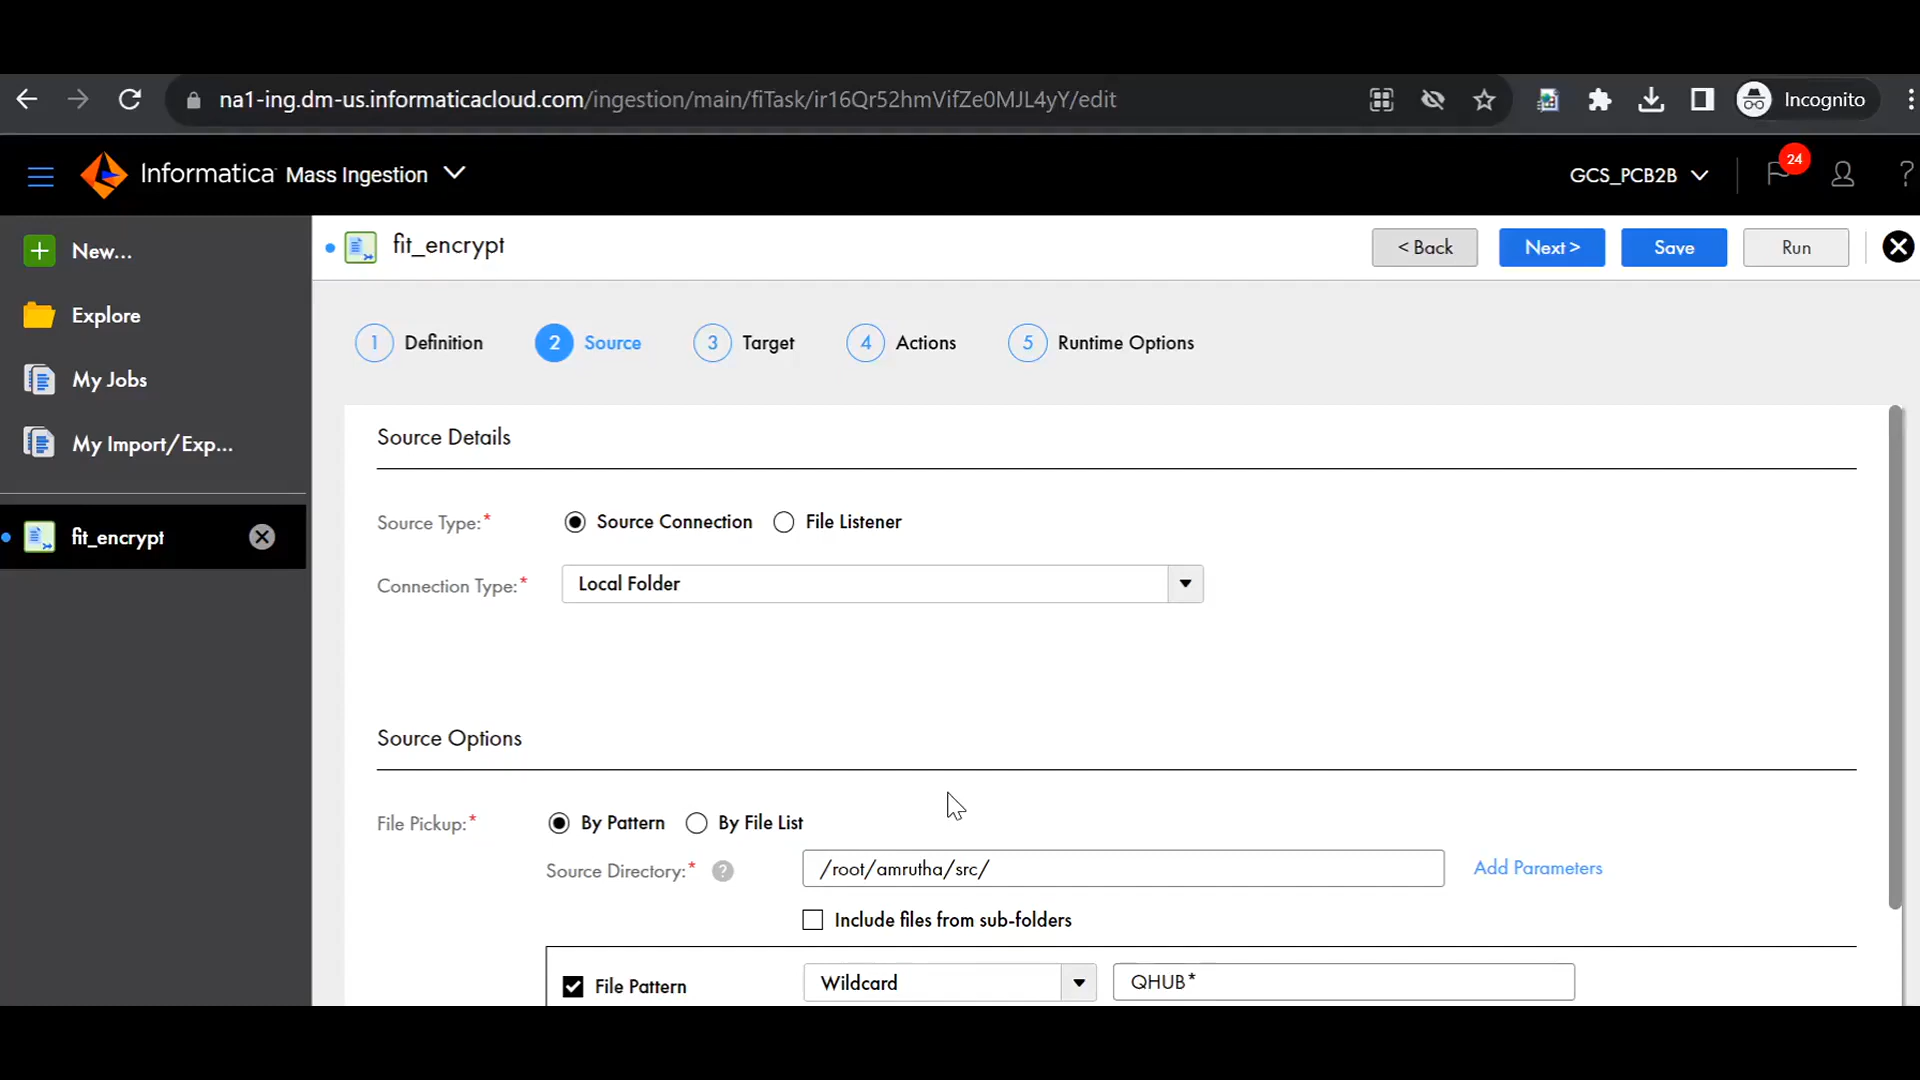 na1-ing.dm-us.informaticacloud.com/ingestion/main/fiTask/ir16Qr52hmVifZe0MJL4yY/edit
Incognito
Informatica Mass Ingestion
GCS_PCB2B
24
?
New...
Explore
My Jobs
My Import/Exp...
fit_encrypt
fit_encrypt
< Back
Next >
Save
Run
1 Definition
2 Source
3 Target
4 Actions
5 Runtime Options
Source Details
Source Type:* Source Connection File Listener
Connection Type:* Local Folder
Source Options
File Pickup:* By Pattern By File List
Source Directory:* ? /root/amrutha/src/ Add Parameters
Include files from sub-folders
File Pattern Wildcard QHUB*